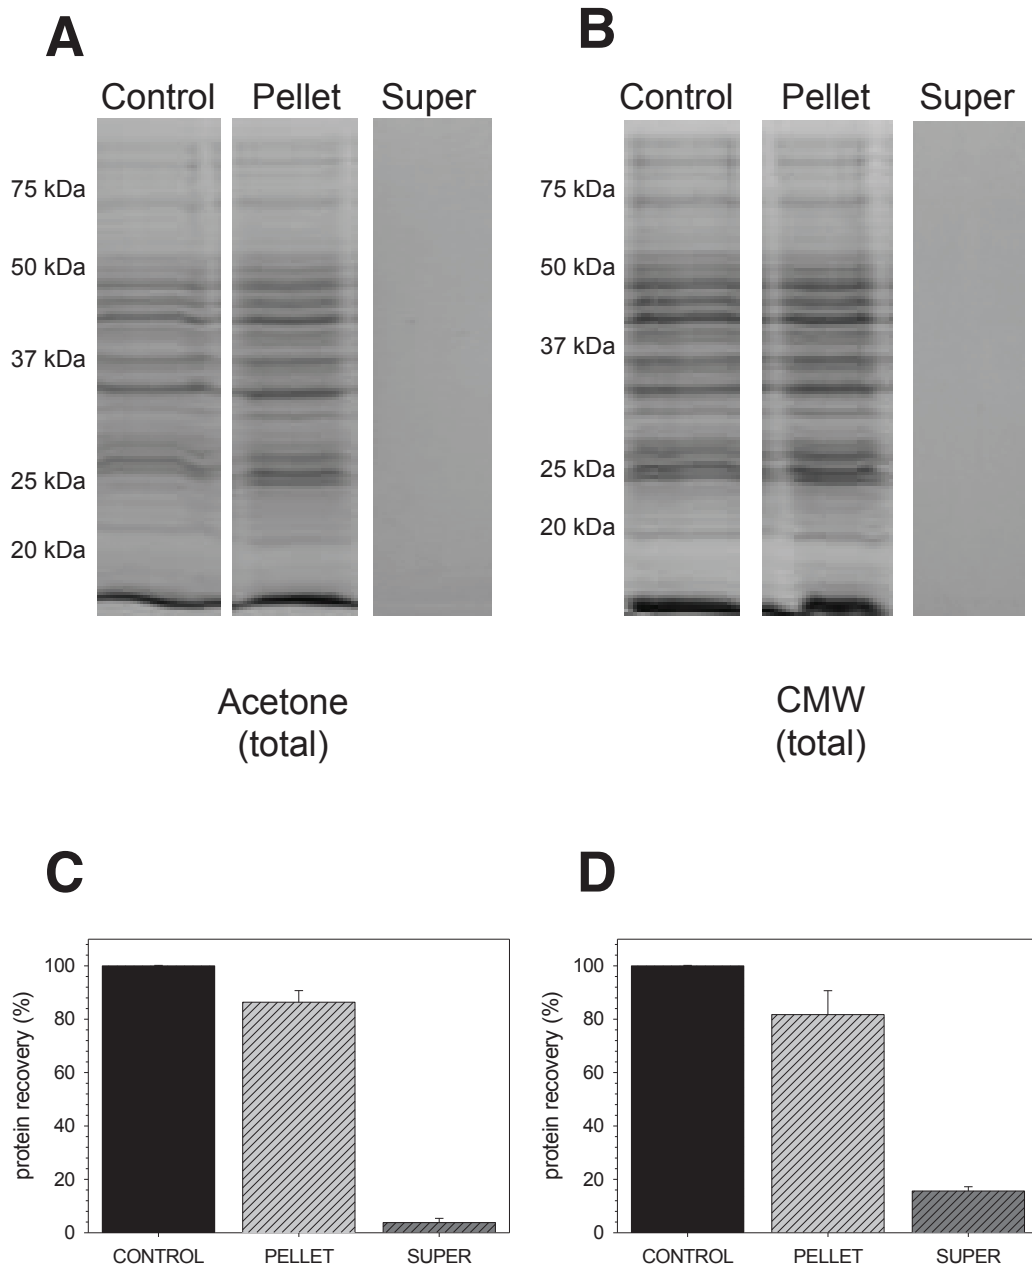 A
B
Control Pellet Super
Control Pellet Super
75 kDa
50 kDa
37 kDa
25 kDa
20 kDa
75 kDa
50 kDa
37 kDa
25 kDa
20 kDa
Acetone
(total)
CMW
(total)
C
D
protein recovery (%)
100
80
60
40
20
0
CONTROL PELLET SUPER
protein recovery (%)
100
80
60
40
20
0
CONTROL PELLET SUPER